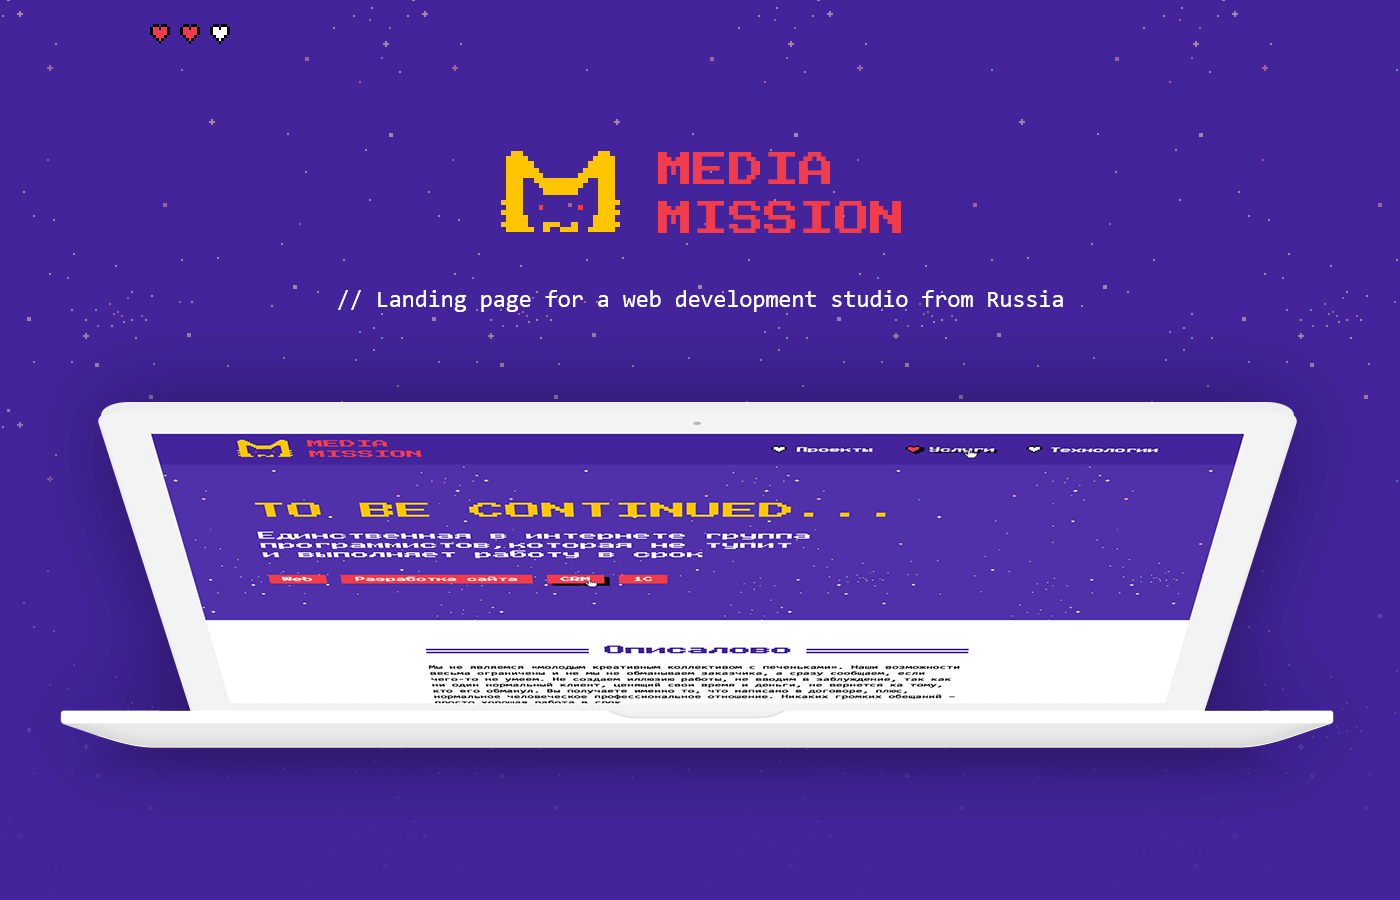 MEDIA
MISSION
// Landing page for a web development studio from Russia
MEDIA
MISSION
Проекты
Услуги
Технологии
TO BE CONTINUED...
Единственная в интернете группа
программистов,которая не тупит
и выполняет работу в срок
Web
Разработка сайта
CRM
1С
Описалово
Мы не являемся «молодым креативным коллективом с печеньками». Наши возможности
весьма ограничены и не мы не обманываем заказчика, а сразу сообщаем, если
чего-то не умеем. Не создаем иллюзию работы, не вводим в заблуждение, так как
ни один нормальный клиент, ценящий свои время и деньги, не вернется ка тому,
кто его обманул. Вы получаете именно то, что написано в договоре, плюс,
нормальное человеческое профессиональное отношение. Никаких громких обещаний –
просто хорошая работа в срок